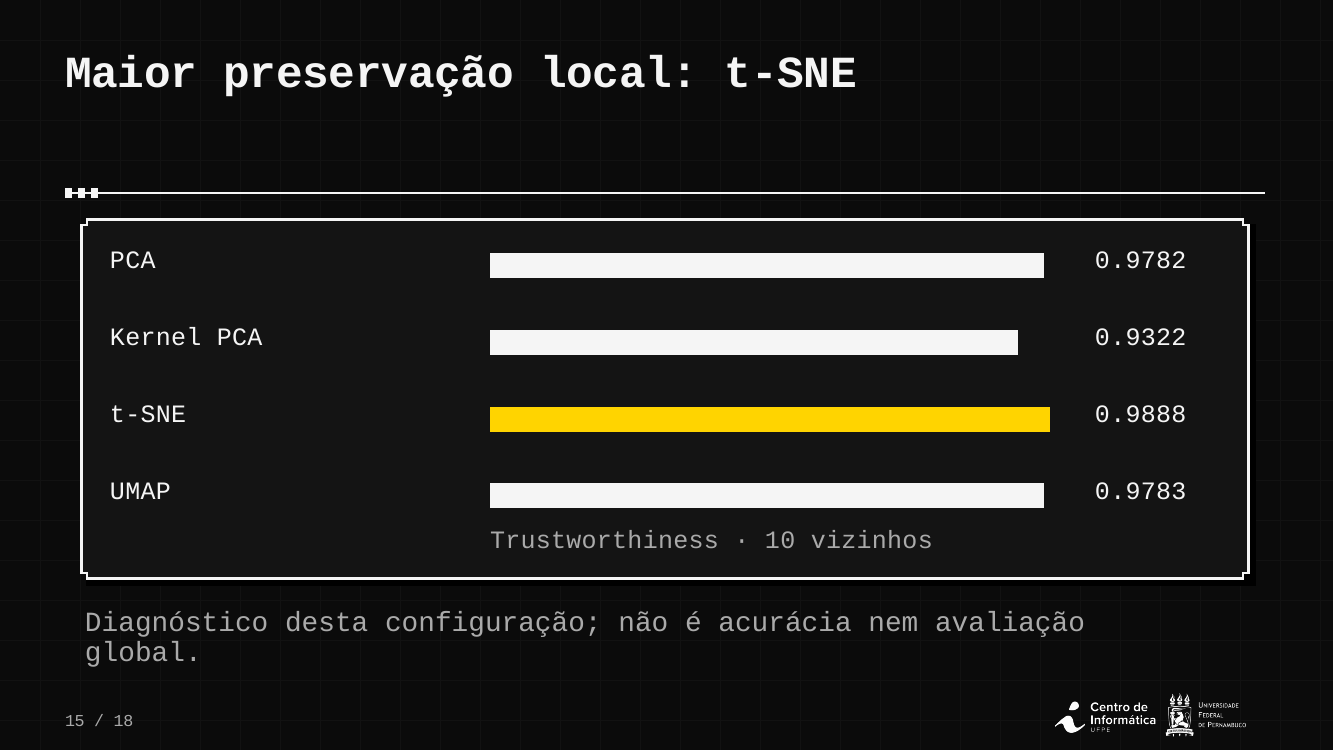 Maior preservação local: t-SNE
PCA 0.9782
Kernel PCA 0.9322
t-SNE 0.9888
UMAP 0.9783
Trustworthiness · 10 vizinhos
Diagnóstico desta configuração; não é acurácia nem avaliação
global.
15 / 18
Centro de
Informática
UFPE
UNIVERSIDADE
FEDERAL
DE PERNAMBUCO